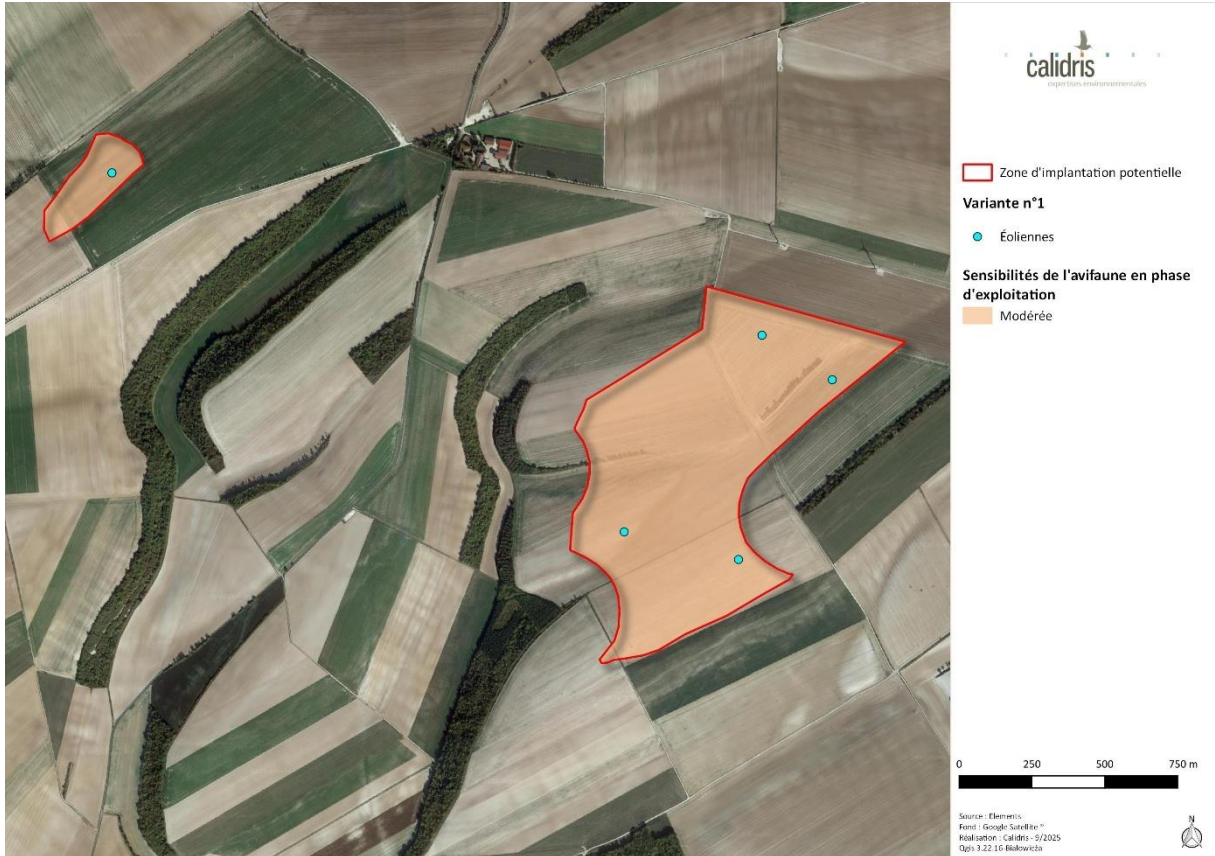 calidris
expertises environnementales
Zone d'implantation potentielle
Variante n°1
Éoliennes
Sensibilités de l'avifaune en phase
d'exploitation
Modérée
0 250 500 750 m
Source : Elements
Fond : Google Satellite ™
Réalisation : Calidris - 9/2025
Qgis 3.22.16-Białowieża
N